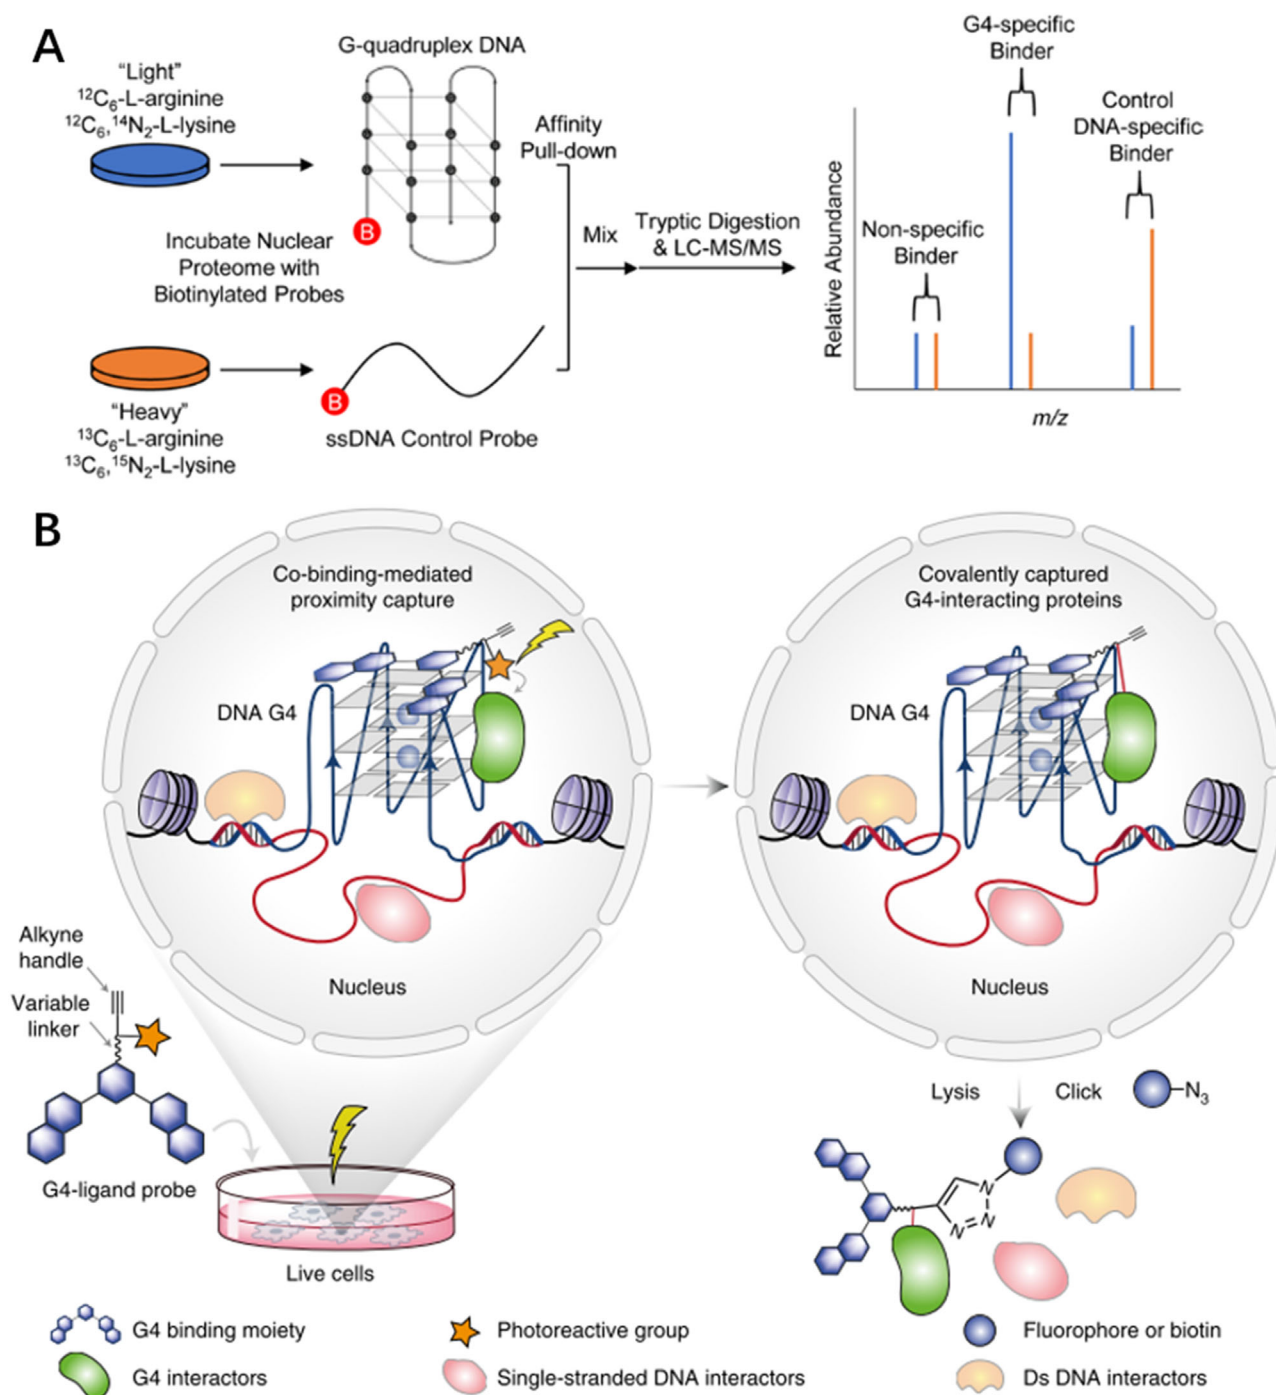 A
"Light"
¹²C₆-L-arginine
¹²C₆,¹⁴N₂-L-lysine
G-quadruplex DNA
B
Affinity
Pull-down
Incubate Nuclear
Proteome with
Biotinylated Probes
Mix
Tryptic Digestion
& LC-MS/MS
"Heavy"
¹³C₆-L-arginine
¹³C₆,¹⁵N₂-L-lysine
B
ssDNA Control Probe
G4-specific
Binder
Control
DNA-specific
Binder
Non-specific
Binder
Relative Abundance
m/z
B
Co-binding-mediated
proximity capture
DNA G4
Nucleus
Covalently captured
G4-interacting proteins
DNA G4
Nucleus
Alkyne
handle
Variable
linker
G4-ligand probe
Live cells
Lysis
Click
N₃
N
N
N
G4 binding moiety
Photoreactive group
Fluorophore or biotin
G4 interactors
Single-stranded DNA interactors
Ds DNA interactors